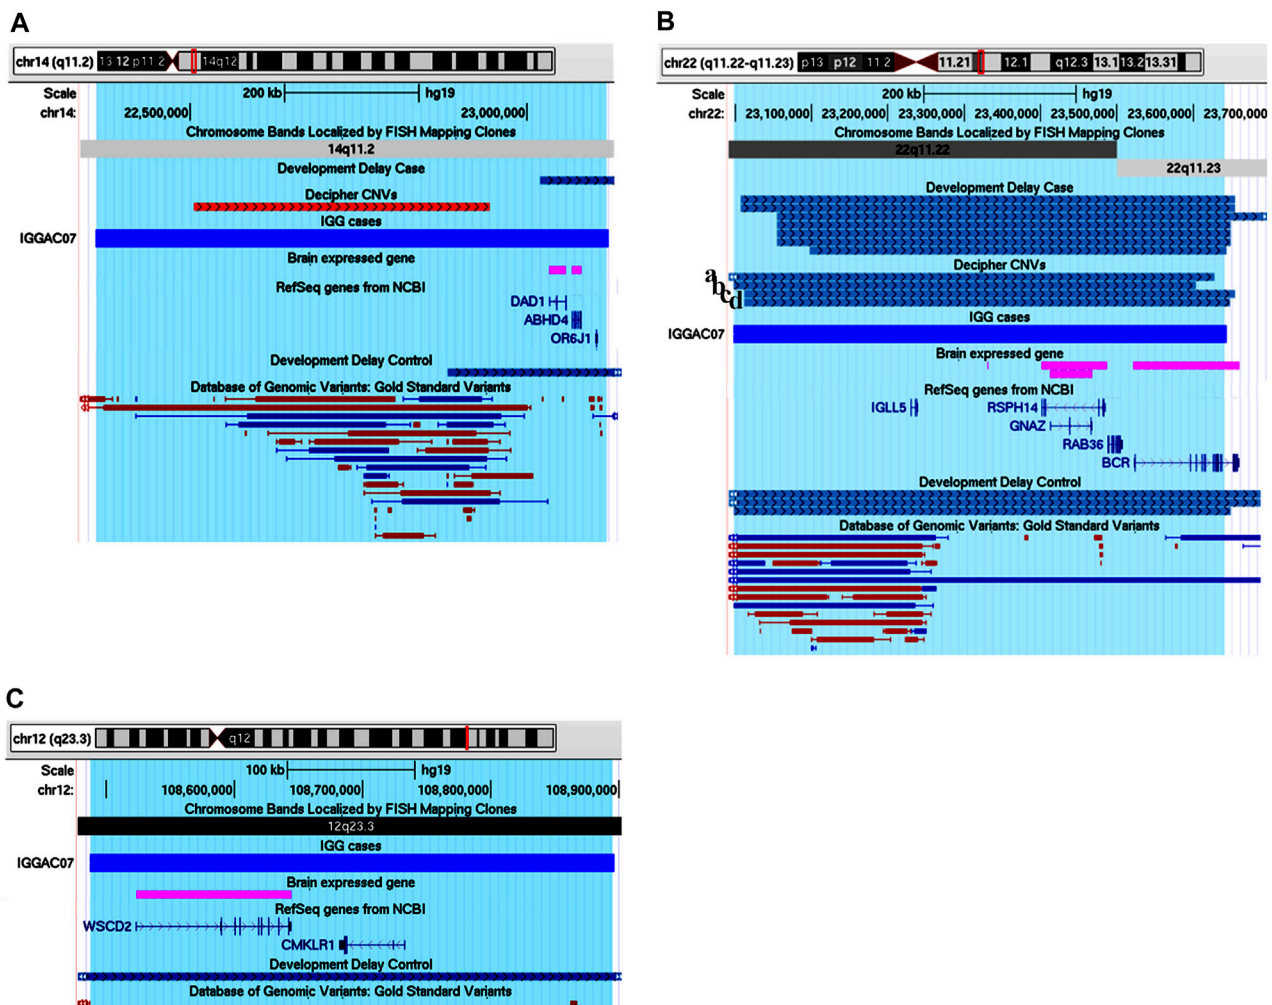 A
chr14 (q11.2) 13 12 p11.2 14q12
Scale 200 kb hg19
chr14: 22,500,000 23,000,000
Chromosome Bands Localized by FISH Mapping Clones
14q11.2
Development Delay Case
Decipher CNVs
IGG cases
IGGAC07
Brain expressed gene
RefSeq genes from NCBI
DAD1
ABHD4
OR6J1
Development Delay Control
Database of Genomic Variants: Gold Standard Variants
B
chr22 (q11.22-q11.23) p13 p12 11.2 11.21 12.1 q12.3 13.1 13.2 13.31
Scale 200 kb hg19
chr22: 23,100,000 23,200,000 23,300,000 23,400,000 23,500,000 23,600,000 23,700,000
Chromosome Bands Localized by FISH Mapping Clones
22q11.22
22q11.23
Development Delay Case
Decipher CNVs
a
b
c
d
IGG cases
IGGAC07
Brain expressed gene
RefSeq genes from NCBI
IGLL5 RSPH14
GNAZ
RAB36
BCR
Development Delay Control
Database of Genomic Variants: Gold Standard Variants
C
chr12 (q23.3) q12
Scale 100 kb hg19
chr12: 108,600,000 108,700,000 108,800,000 108,900,000
Chromosome Bands Localized by FISH Mapping Clones
12q23.3
IGG cases
IGGAC07
Brain expressed gene
RefSeq genes from NCBI
WSCD2
CMKLR1
Development Delay Control
Database of Genomic Variants: Gold Standard Variants